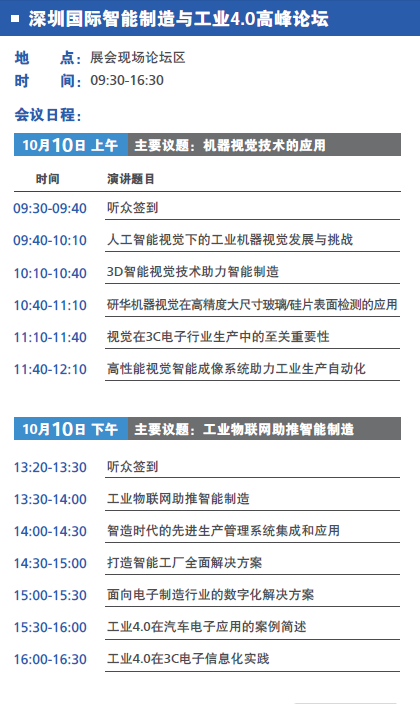 深圳国际智能制造与工业4.0高峰论坛
地 点：展会现场论坛区
时 间：09:30-16:30
会议日程：
10月10日 上午 主要议题：机器视觉技术的应用
时间 演讲题目
09:30-09:40 听众签到
09:40-10:10 人工智能视觉下的工业机器视觉发展与挑战
10:10-10:40 3D智能视觉技术助力智能制造
10:40-11:10 研华机器视觉在高精度大尺寸玻璃/硅片表面检测的应用
11:10-11:40 视觉在3C电子行业生产中的至关重要性
11:40-12:10 高性能视觉智能成像系统助力工业生产自动化
10月10日 下午 主要议题：工业物联网助推智能制造
13:20-13:30 听众签到
13:30-14:00 工业物联网助推智能制造
14:00-14:30 智造时代的先进生产管理系统集成和应用
14:30-15:00 打造智能工厂全面解决方案
15:00-15:30 面向电子制造行业的数字化解决方案
15:30-16:00 工业4.0在汽车电子应用的案例简述
16:00-16:30 工业4.0在3C电子信息化实践